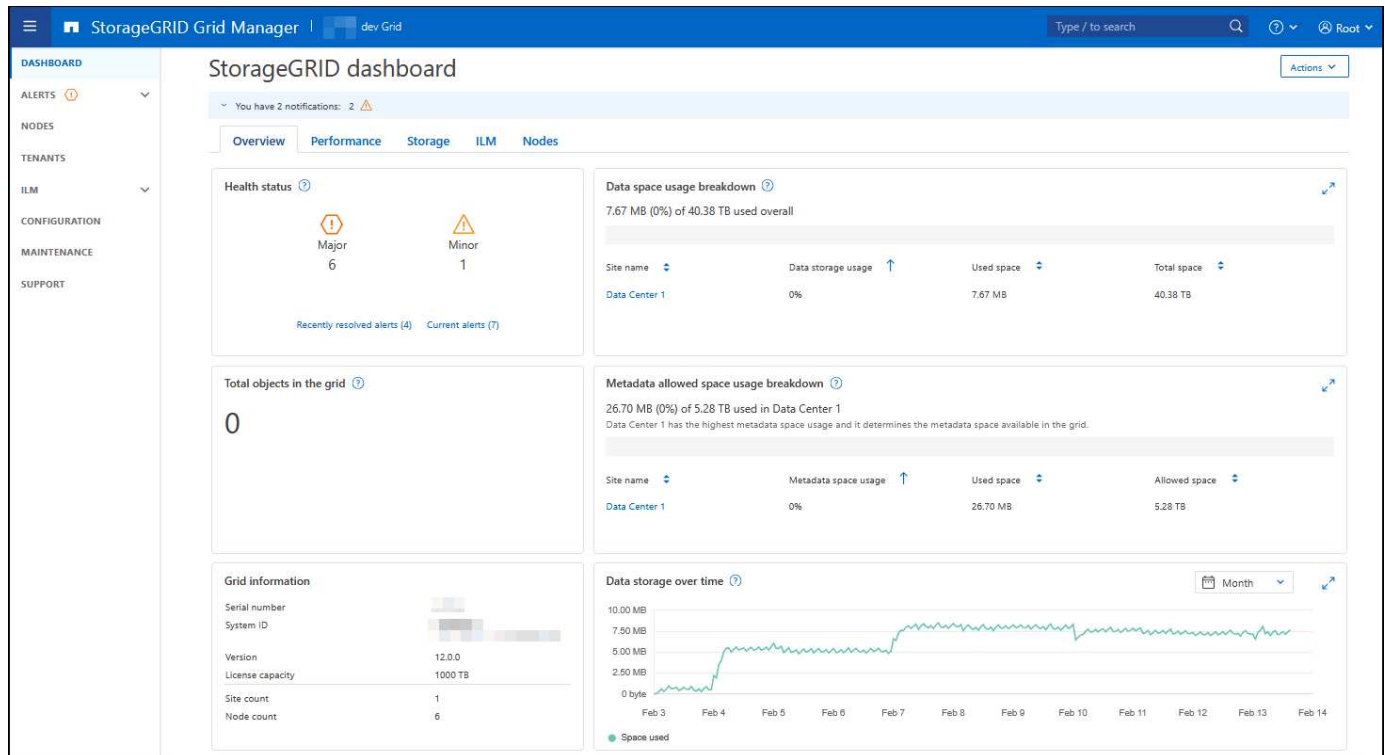 StorageGRID Grid Manager | dev Grid
Type / to search
Root
DASHBOARD
ALERTS
NODES
TENANTS
ILM
CONFIGURATION
MAINTENANCE
SUPPORT
StorageGRID dashboard
Actions
You have 2 notifications: 2
Overview Performance Storage ILM Nodes
Health status
Major
6
Minor
1
Recently resolved alerts (4) Current alerts (7)
Data space usage breakdown
7.67 MB (0%) of 40.38 TB used overall
Site name Data storage usage Used space Total space
Data Center 1 0% 7.67 MB 40.38 TB
Total objects in the grid
0
Metadata allowed space usage breakdown
26.70 MB (0%) of 5.28 TB used in Data Center 1
Data Center 1 has the highest metadata space usage and it determines the metadata space available in the grid.
Site name Metadata space usage Used space Allowed space
Data Center 1 0% 26.70 MB 5.28 TB
Grid information
Serial number
System ID
Version 12.0.0
License capacity 1000 TB
Site count 1
Node count 6
Data storage over time
Month
10.00 MB
7.50 MB
5.00 MB
2.50 MB
0 byte
Feb 3 Feb 4 Feb 5 Feb 6 Feb 7 Feb 8 Feb 9 Feb 10 Feb 11 Feb 12 Feb 13 Feb 14
Space used